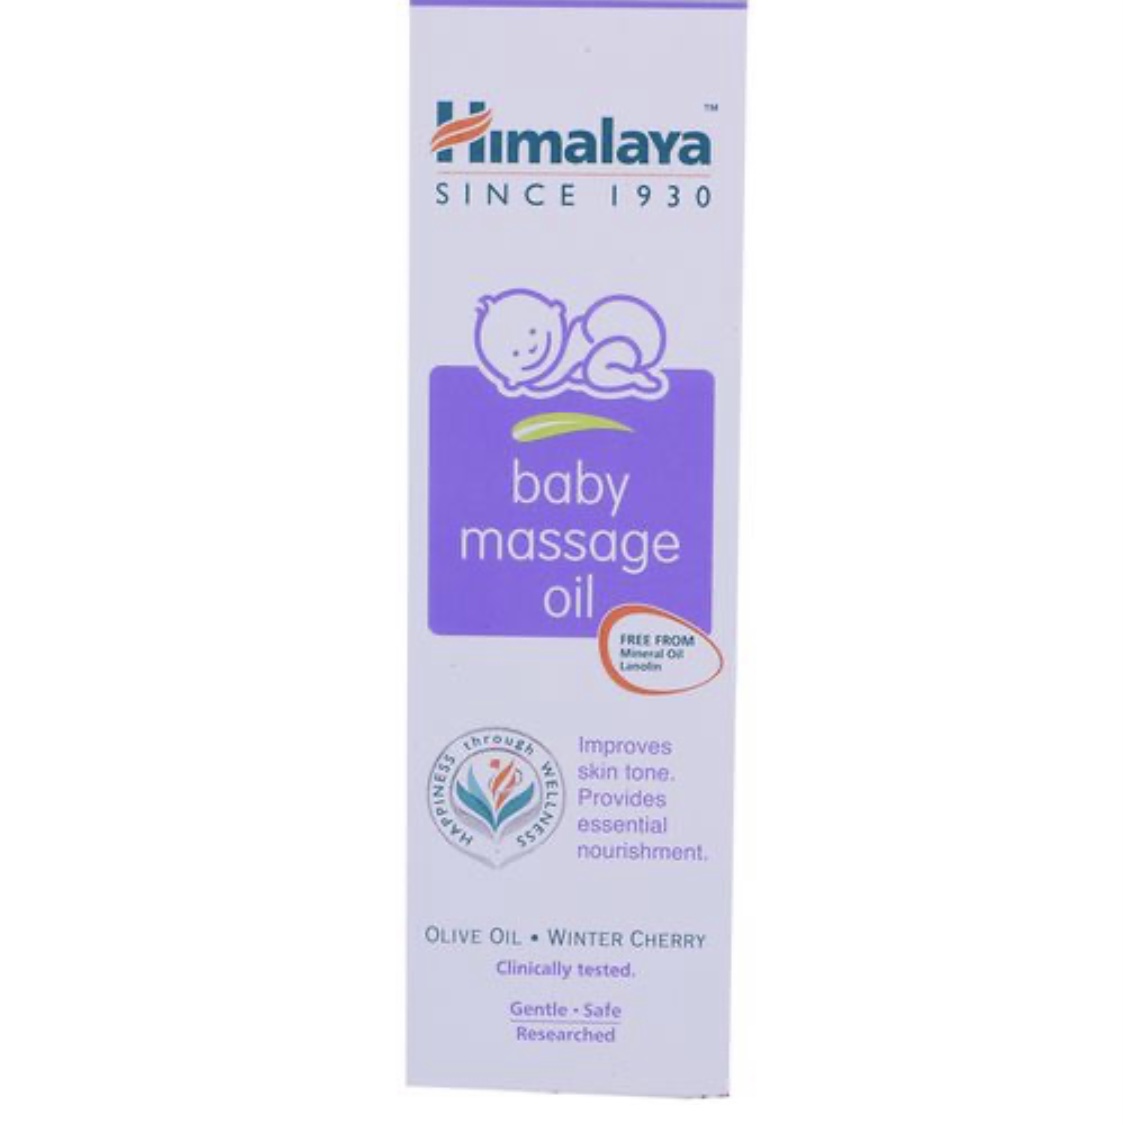 Himalaya™
SINCE 1930
baby
massage
oil
FREE FROM
Mineral Oil
Lanolin
HAPPINESS through WELLNESS
Improves
skin tone.
Provides
essential
nourishment.
OLIVE OIL • WINTER CHERRY
Clinically tested.
Gentle • Safe
Researched